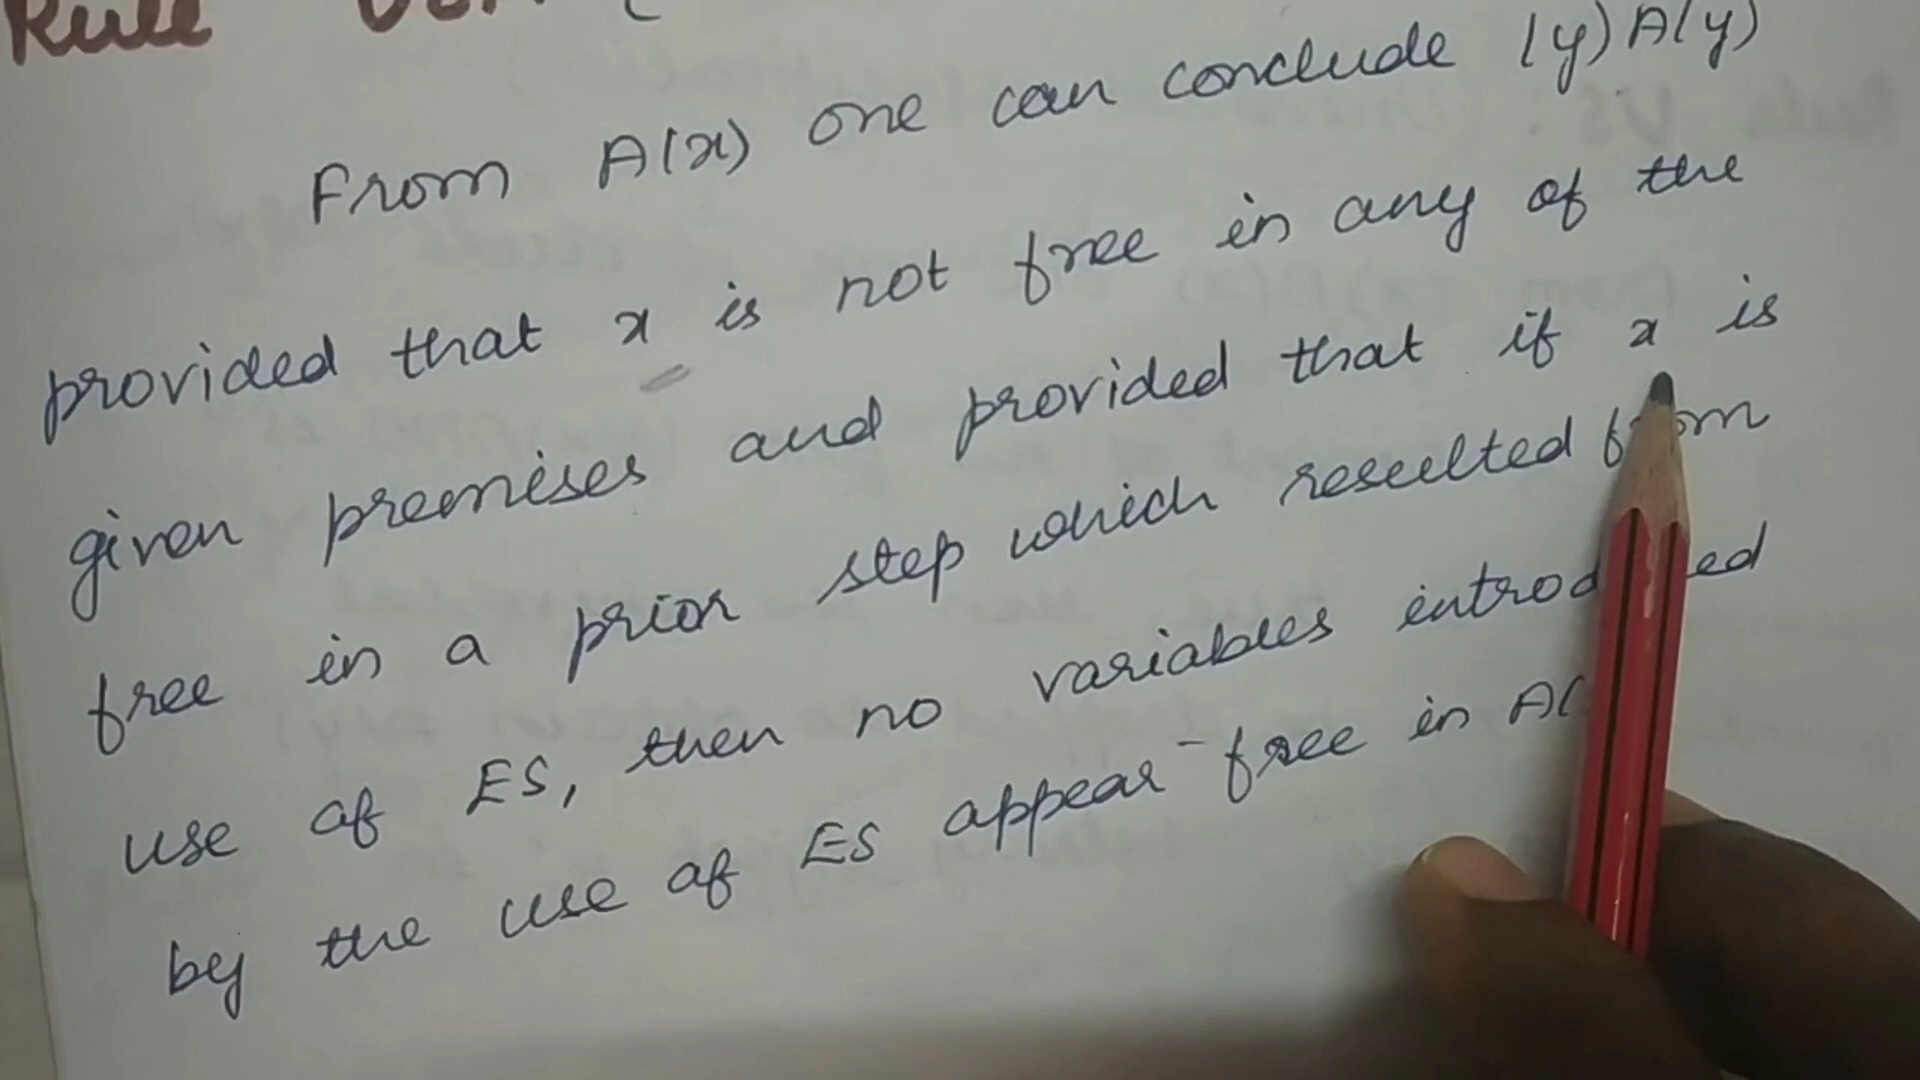 Rule
From A(x) one can conclude (y)A(y)
provided that x is not free in any of the
given premises and provided that if x is
free in a prior step which resulted from
use of ES, then no variables introduced
by the use of ES appear free in A(